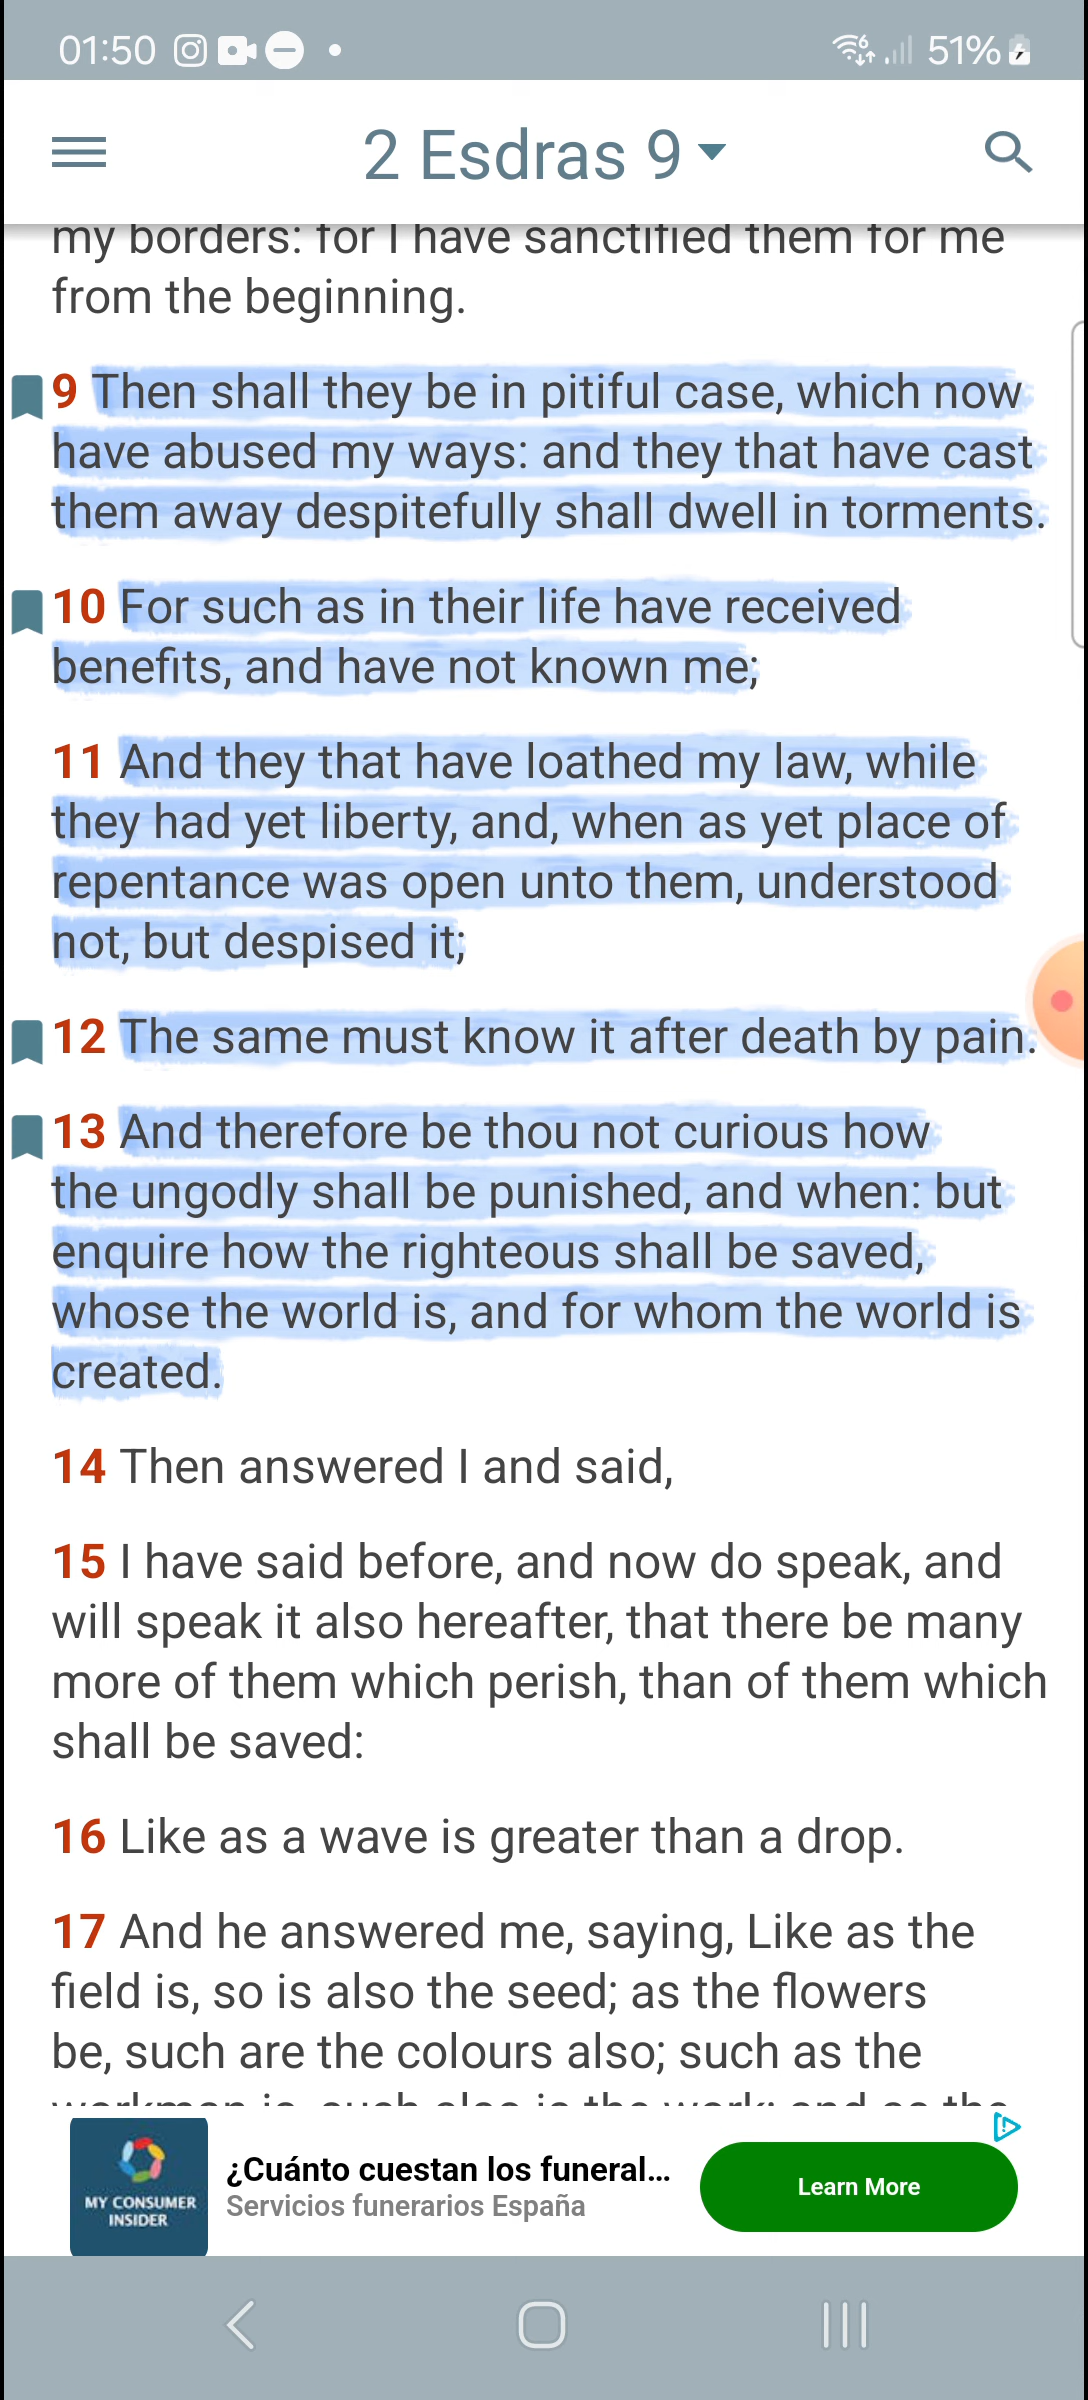 01:50
6
51%
2 Esdras 9
my borders: for I have sanctified them for me
from the beginning.
9 Then shall they be in pitiful case, which now
have abused my ways: and they that have cast
them away despitefully shall dwell in torments.
10 For such as in their life have received
benefits, and have not known me;
11 And they that have loathed my law, while
they had yet liberty, and, when as yet place of
repentance was open unto them, understood
not, but despised it;
12 The same must know it after death by pain.
13 And therefore be thou not curious how
the ungodly shall be punished, and when: but
enquire how the righteous shall be saved,
whose the world is, and for whom the world is
created.
14 Then answered I and said,
15 I have said before, and now do speak, and
will speak it also hereafter, that there be many
more of them which perish, than of them which
shall be saved:
16 Like as a wave is greater than a drop.
17 And he answered me, saying, Like as the
field is, so is also the seed; as the flowers
be, such are the colours also; such as the
workman is, such also is the work; and as the
MY CONSUMER
INSIDER
¿Cuánto cuestan los funeral...
Servicios funerarios España
Learn More